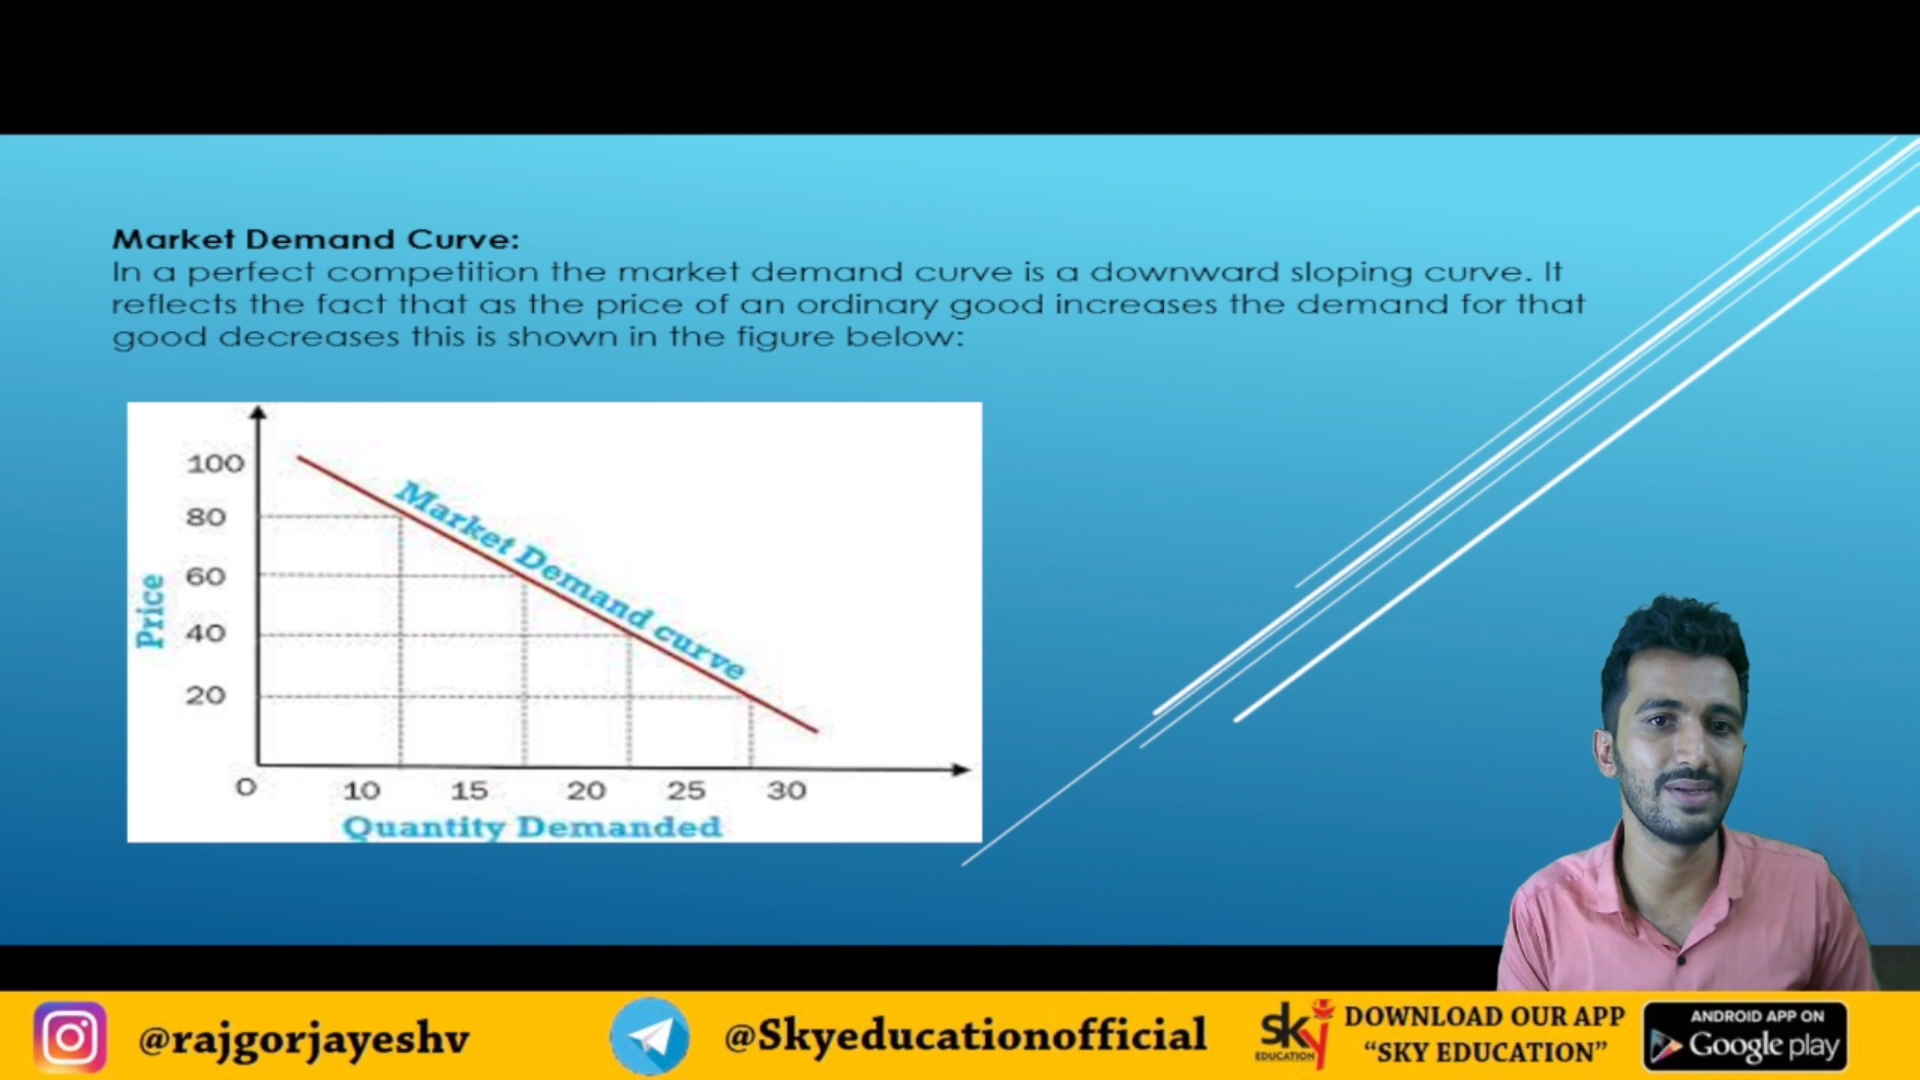 Market Demand Curve:
In a perfect competition the market demand curve is a downward sloping curve. It
reflects the fact that as the price of an ordinary good increases the demand for that
good decreases this is shown in the figure below:
100
80
60
40
20
Price
Market Demand curve
O
10 15 20 25 30
Quantity Demanded
@rajgorjayeshv
@Skyeducationofficial
sky
EDUCATION
DOWNLOAD OUR APP
“SKY EDUCATION”
ANDROID APP ON
Google play